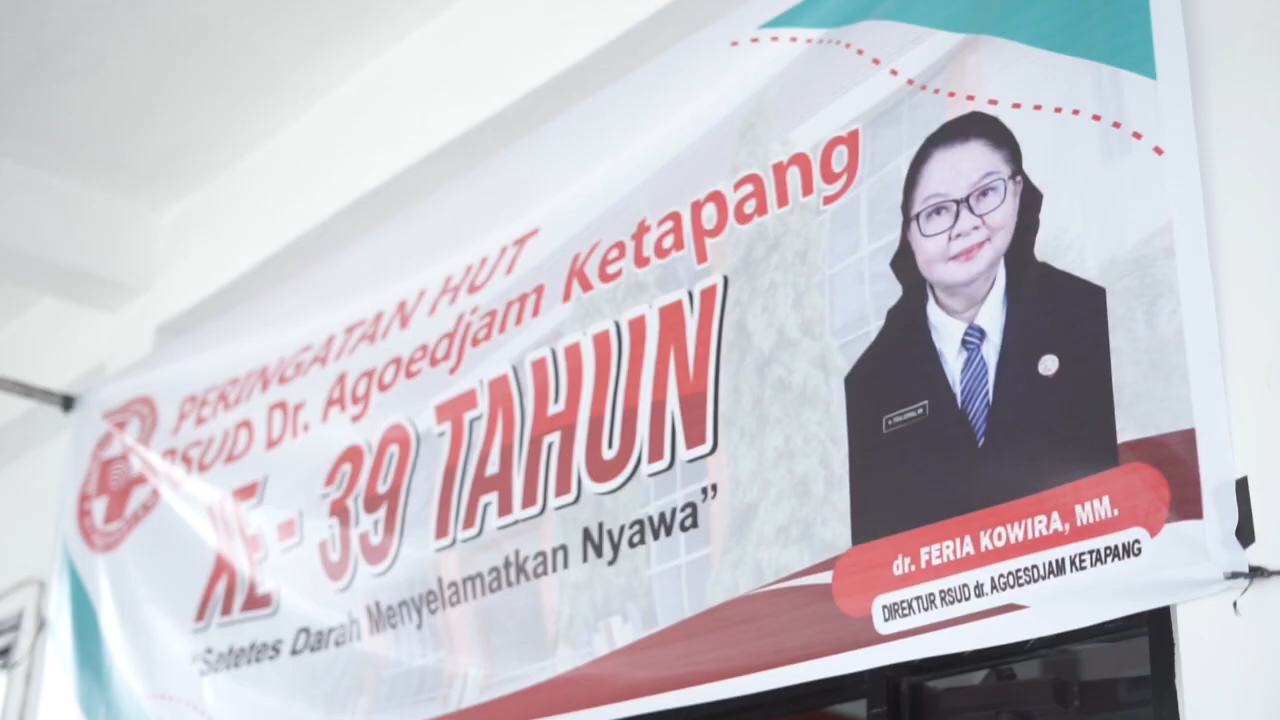 PERINGATAN HUT
RSUD Dr. Agoedjam Ketapang
KE - 39 TAHUN
"Setetes Darah Menyelamatkan Nyawa"
dr. FERIA KOWIRA, MM.
DIREKTUR RSUD dr. AGOESDJAM KETAPANG